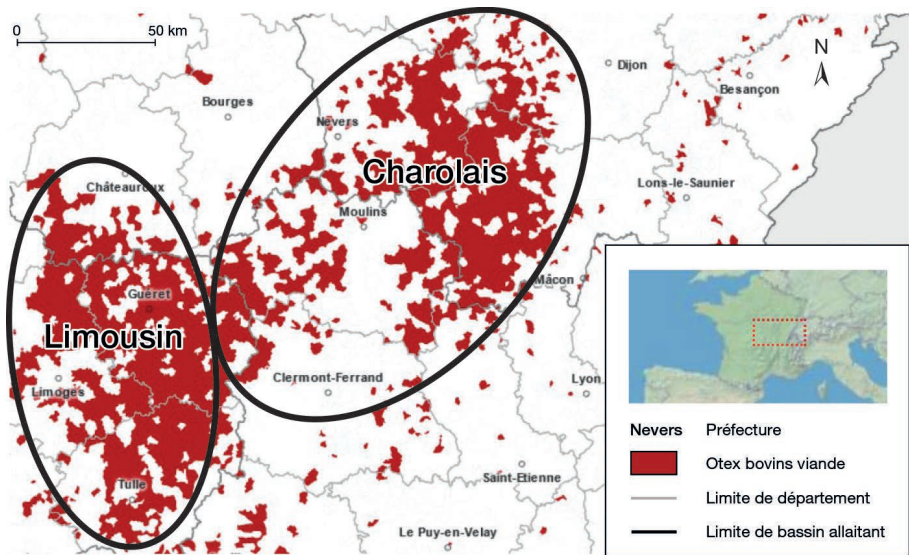 0 50 km
N
Dijon
Besançon
Bourges
Nevers
Charolais
Châteauroux
Moulins
Lons-le-Saunier
Mâcon
Guéret
Limousin
Limoges
Clermont-Ferrand
Lyon
Tulle
Saint-Etienne
Le Puy-en-Velay
Nevers Préfecture
Otex bovins viande
Limite de département
Limite de bassin allaitant